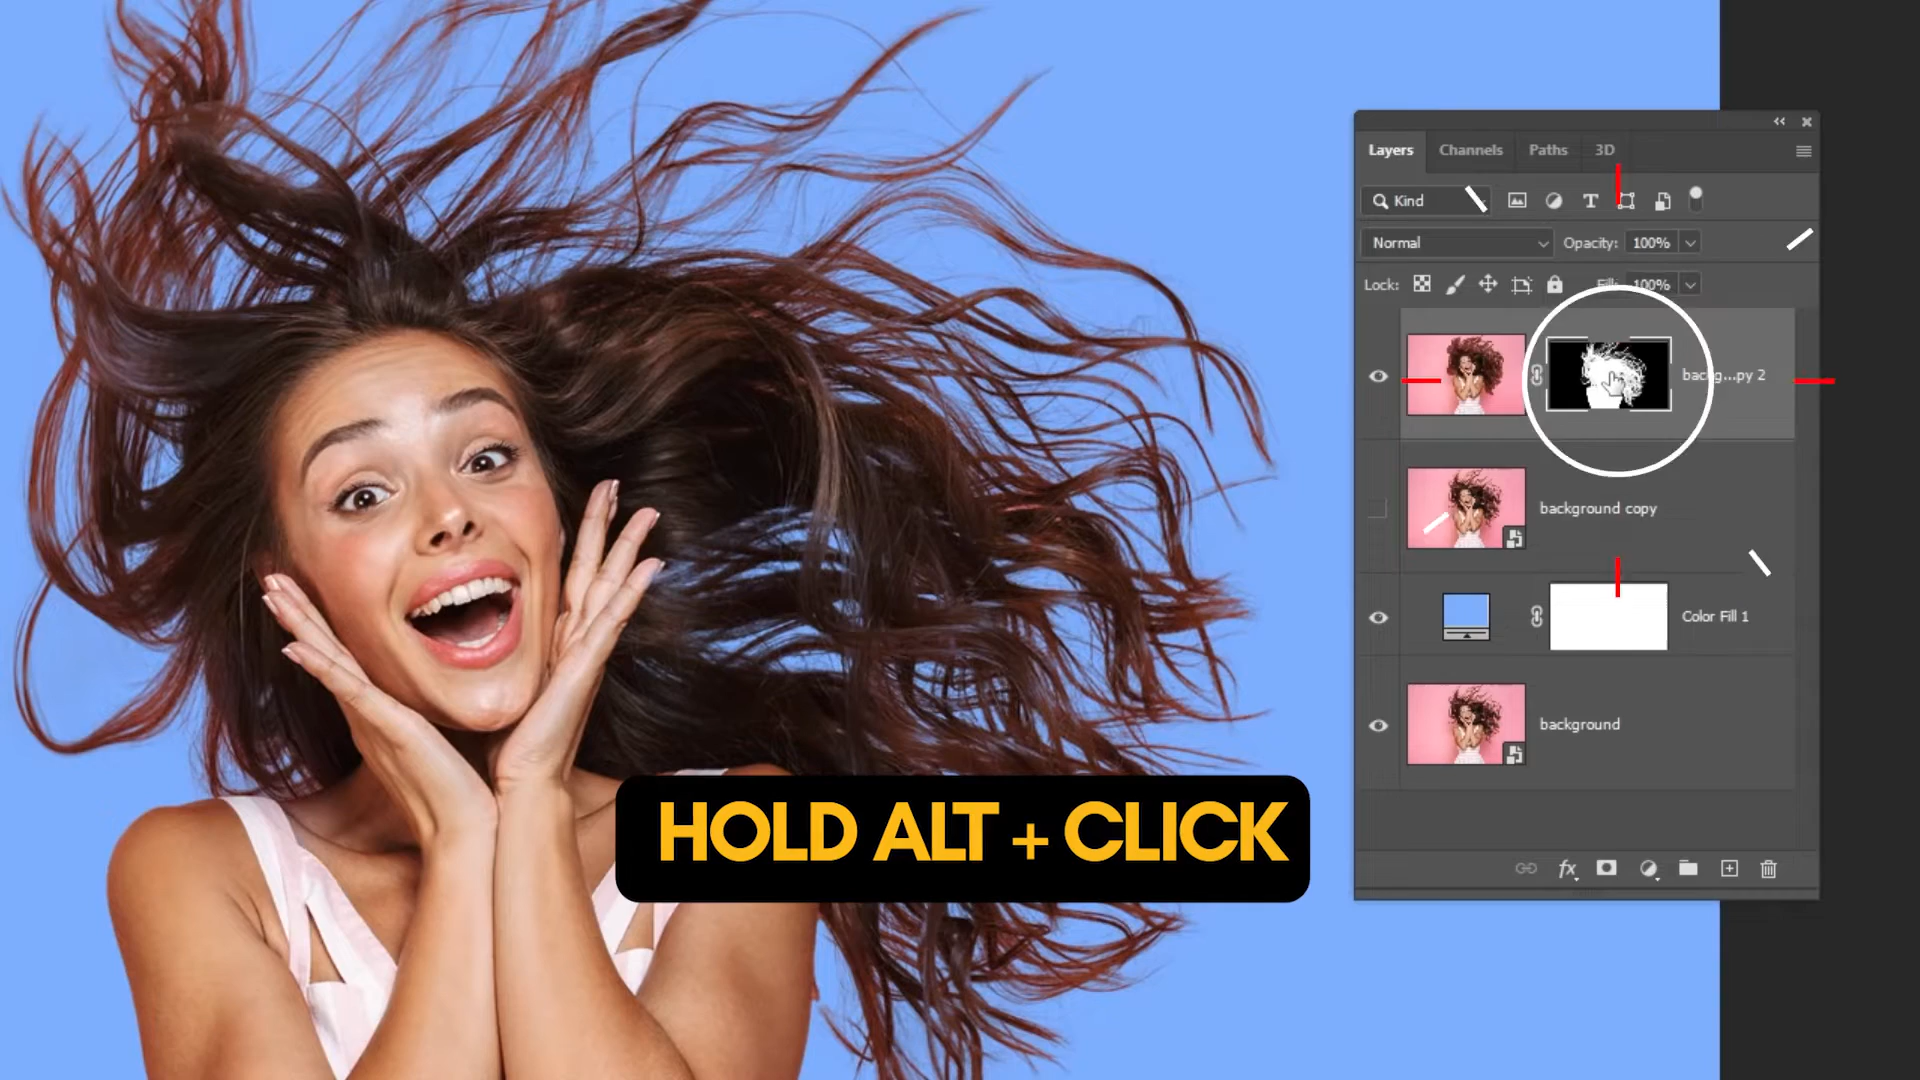 Layers Channels Paths 3D
Kind
Normal Opacity: 100%
Lock: Fill: 100%
backg...py 2
background copy
Color Fill 1
background
fx
HOLD ALT + CLICK